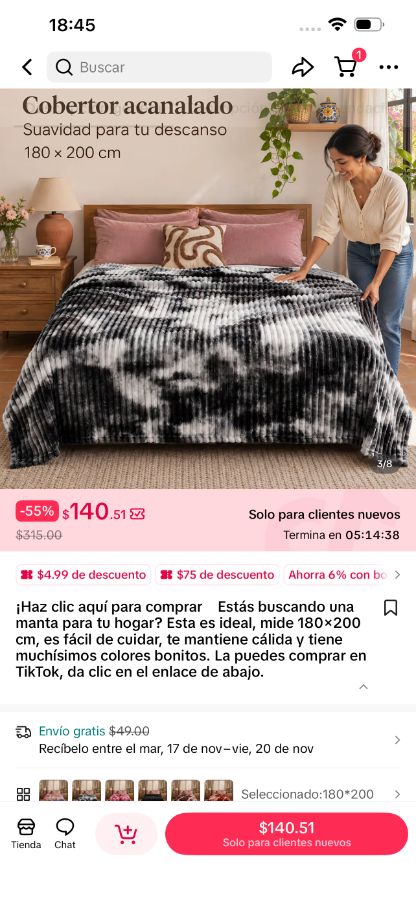 18:45
Buscar
1
Cobertor acanalado
Suavidad para tu descanso
180 × 200 cm
3/8
-55% $140.51
Solo para clientes nuevos
$315.00
Termina en 05:14:38
$4.99 de descuento
$75 de descuento
Ahorra 6% con bo
¡Haz clic aquí para comprar Estás buscando una
manta para tu hogar? Esta es ideal, mide 180×200
cm, es fácil de cuidar, te mantiene cálida y tiene
muchísimos colores bonitos. La puedes comprar en
TikTok, da clic en el enlace de abajo.
Envío gratis $49.00
Recíbelo entre el mar, 17 de nov–vie, 20 de nov
Seleccionado:180*200
Tienda
Chat
$140.51
Solo para clientes nuevos